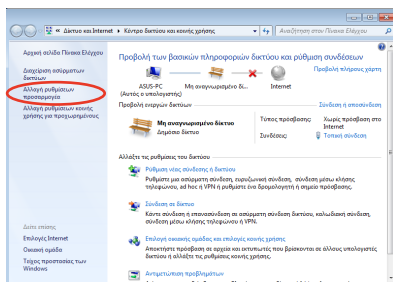 « Δίκτυο και Internet ▸ Κέντρο δικτύου και κοινής χρήσης
Αναζήτηση στον Πίνακα Ελέγχου
Αρχική σελίδα Πίνακα Ελέγχου
Διαχείριση ασύρματων
δικτύων
Αλλαγή ρυθμίσεων
προσαρμογέα
Αλλαγή ρυθμίσεων κοινής
χρήσης για προχωρημένους
Δείτε επίσης
Επιλογές Internet
Οικιακή ομάδα
Τείχος προστασίας των
Windows
Προβολή των βασικών πληροφοριών δικτύου και ρύθμιση συνδέσεων
Προβολή πλήρους χάρτη
ASUS-PC
(Αυτός ο υπολογιστής)
Μη αναγνωρισμένο δί...
Internet
Προβολή ενεργών δικτύων
Σύνδεση ή αποσύνδεση
Μη αναγνωρισμένο δίκτυο
Δημόσιο δίκτυο
Τύπος πρόσβασης: Χωρίς πρόσβαση στο
Internet
Συνδέσεις: Τοπική σύνδεση
Αλλάξτε τις ρυθμίσεις του δικτύου
Ρύθμιση νέας σύνδεσης ή δικτύου
Ρυθμίστε μια ασύρματη σύνδεση, ευρυζωνική σύνδεση, σύνδεση μέσω κλήσης
τηλεφώνου, ad hoc ή VPN ή ρυθμίστε ένα δρομολογητή ή σημείο πρόσβασης.
Σύνδεση σε δίκτυο
Κάντε σύνδεση ή επανασύνδεση σε ασύρματη σύνδεση δικτύου, καλωδιακή σύνδεση,
σύνδεση μέσω κλήσης τηλεφώνου ή VPN.
Επιλογή οικιακής ομάδας και επιλογές κοινής χρήσης
Αποκτήστε πρόσβαση σε αρχεία και εκτυπωτές που βρίσκονται σε άλλους υπολογιστές
δικτύου ή αλλάξτε τις ρυθμίσεις κοινής χρήσης.
Αντιμετώπιση προβλημάτων